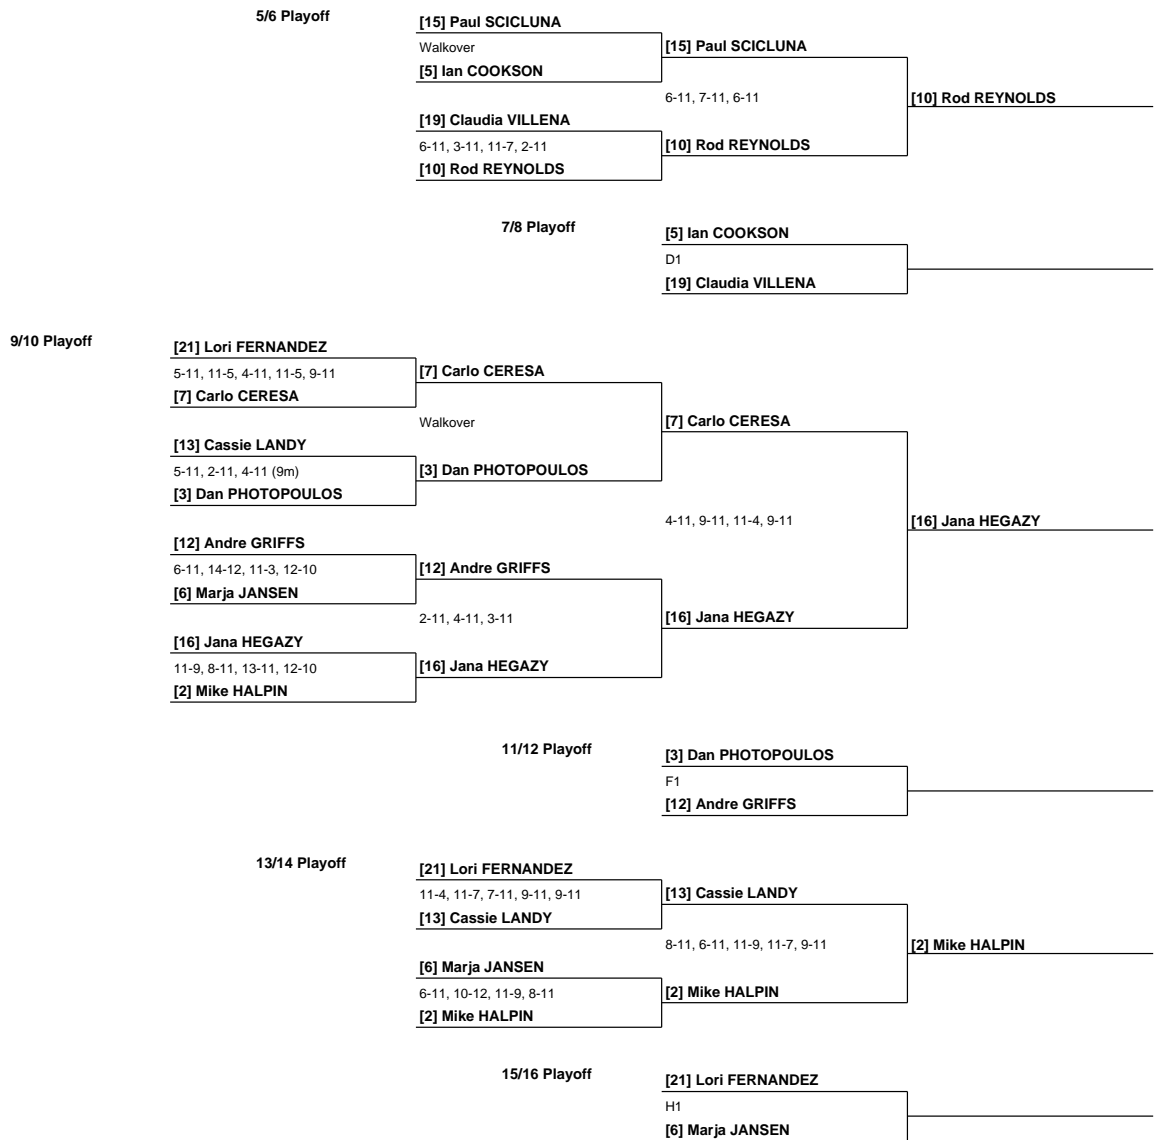 5/6 Playoff
[15] Paul SCICLUNA
Walkover
[15] Paul SCICLUNA
[5] Ian COOKSON
6-11, 7-11, 6-11
[10] Rod REYNOLDS
[19] Claudia VILLENA
6-11, 3-11, 11-7, 2-11
[10] Rod REYNOLDS
[10] Rod REYNOLDS
7/8 Playoff
[5] Ian COOKSON
D1
[19] Claudia VILLENA
9/10 Playoff
[21] Lori FERNANDEZ
5-11, 11-5, 4-11, 11-5, 9-11
[7] Carlo CERESA
[7] Carlo CERESA
Walkover
[7] Carlo CERESA
[13] Cassie LANDY
5-11, 2-11, 4-11 (9m)
[3] Dan PHOTOPOULOS
[3] Dan PHOTOPOULOS
4-11, 9-11, 11-4, 9-11
[16] Jana HEGAZY
[12] Andre GRIFFS
6-11, 14-12, 11-3, 12-10
[12] Andre GRIFFS
[6] Marja JANSEN
2-11, 4-11, 3-11
[16] Jana HEGAZY
[16] Jana HEGAZY
11-9, 8-11, 13-11, 12-10
[16] Jana HEGAZY
[2] Mike HALPIN
11/12 Playoff
[3] Dan PHOTOPOULOS
F1
[12] Andre GRIFFS
13/14 Playoff
[21] Lori FERNANDEZ
11-4, 11-7, 7-11, 9-11, 9-11
[13] Cassie LANDY
[13] Cassie LANDY
8-11, 6-11, 11-9, 11-7, 9-11
[2] Mike HALPIN
[6] Marja JANSEN
6-11, 10-12, 11-9, 8-11
[2] Mike HALPIN
[2] Mike HALPIN
15/16 Playoff
[21] Lori FERNANDEZ
H1
[6] Marja JANSEN